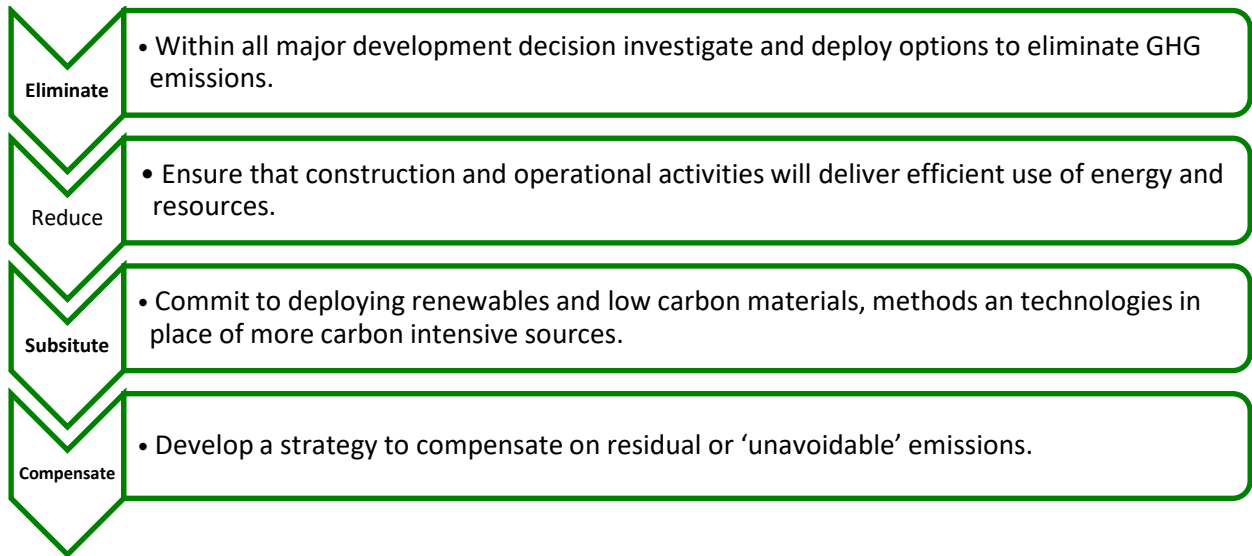 Eliminate
• Within all major development decision investigate and deploy options to eliminate GHG
emissions.
Reduce
• Ensure that construction and operational activities will deliver efficient use of energy and
resources.
Subsitute
• Commit to deploying renewables and low carbon materials, methods an technologies in
place of more carbon intensive sources.
Compensate
• Develop a strategy to compensate on residual or ‘unavoidable’ emissions.